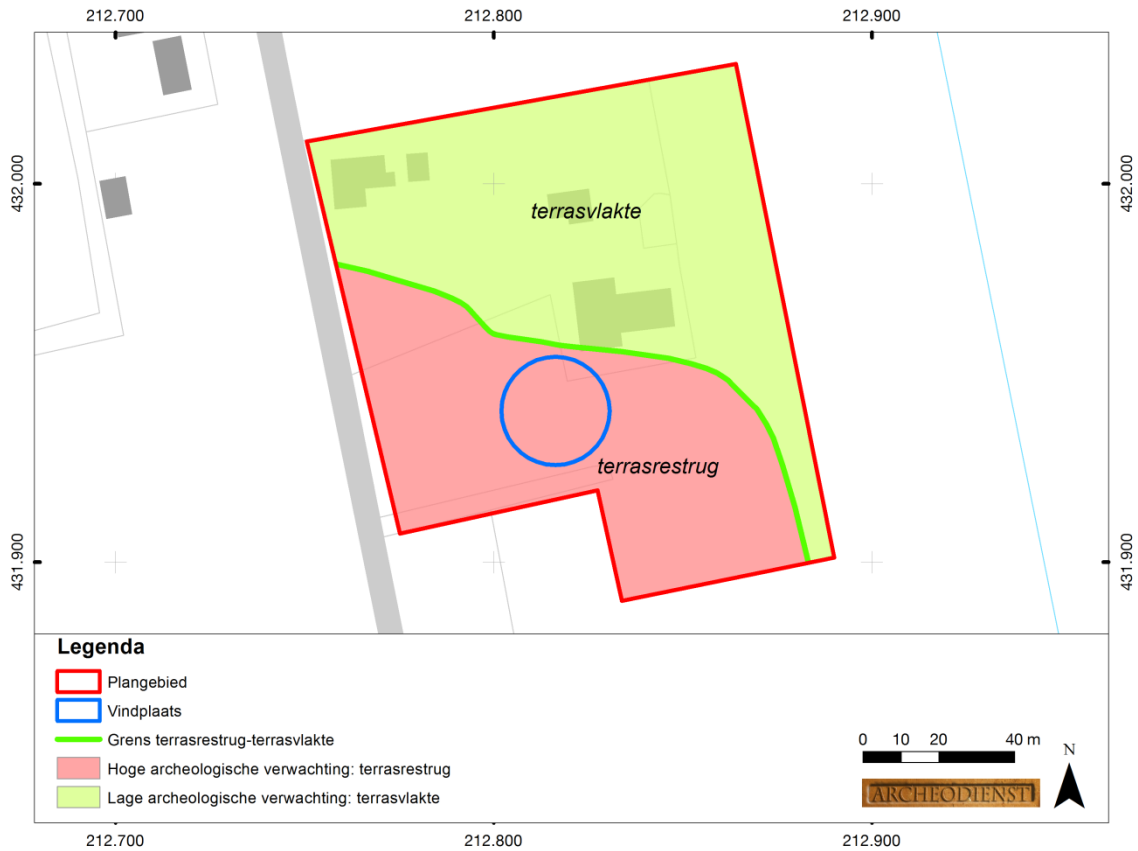 212.700 212.800 212.900
432.000 432.000
terrasvlakte
terrasrestrug
431.900 431.900
Legenda
Plangebied
Vindplaats
Grens terrasrestrug-terrasvlakte
Hoge archeologische verwachting: terrasrestrug
Lage archeologische verwachting: terrasvlakte
0 10 20 40 m
N
ARCHEODIENST
212.700 212.800 212.900